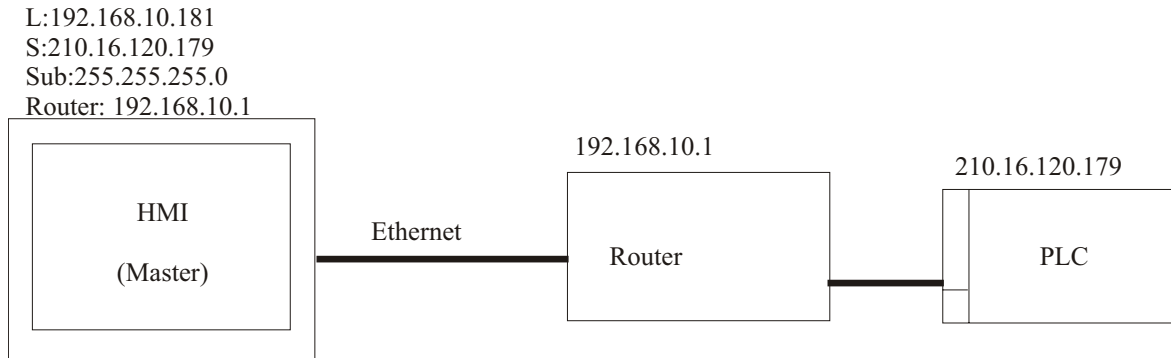 L:192.168.10.181
S:210.16.120.179
Sub:255.255.255.0
Router: 192.168.10.1
HMI
(Master)
Ethernet
192.168.10.1
Router
210.16.120.179
PLC